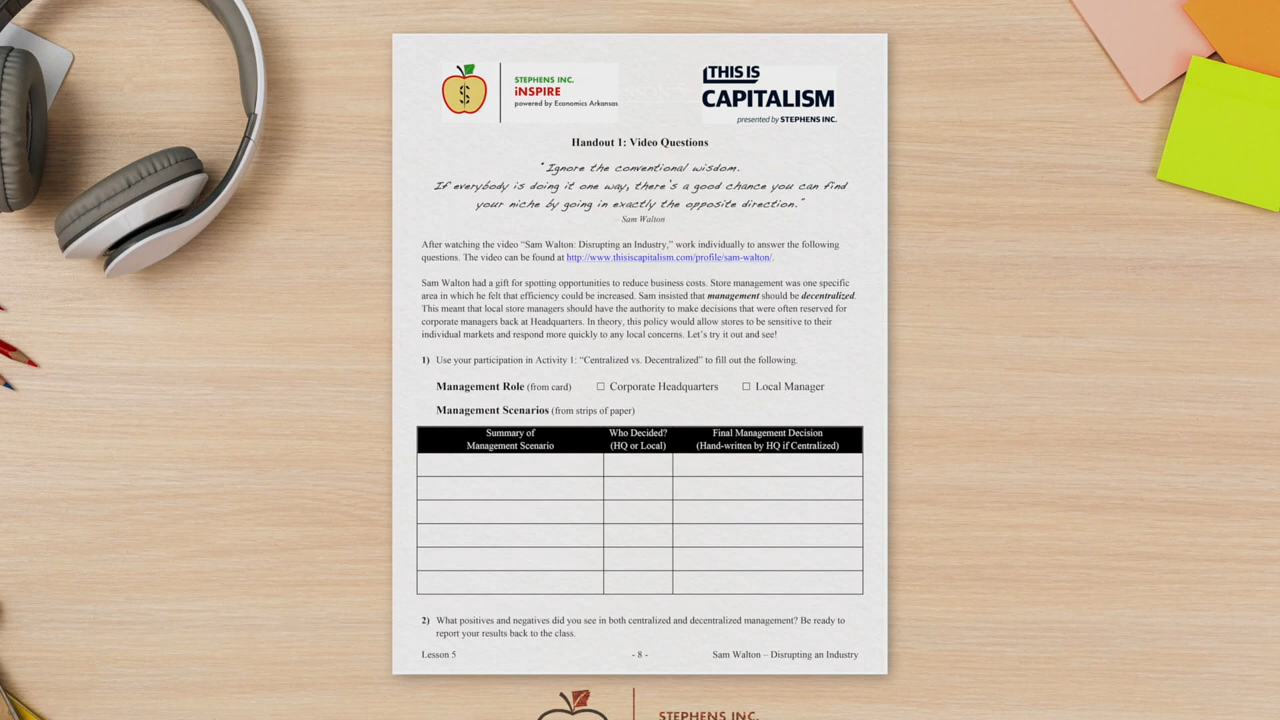 STEPHENS INC.
iNSPIRE
powered by Economics Arkansas
THIS IS
CAPITALISM
presented by STEPHENS INC.
Handout 1: Video Questions
"Ignore the conventional wisdom.
If everybody is doing it one way, there's a good chance you can find
your niche by going in exactly the opposite direction."
– Sam Walton
After watching the video “Sam Walton: Disrupting an Industry,” work individually to answer the following
questions. The video can be found at http://www.thisiscapitalism.com/profile/sam-walton/.
Sam Walton had a gift for spotting opportunities to reduce business costs. Store management was one specific
area in which he felt that efficiency could be increased. Sam insisted that management should be decentralized.
This meant that local store managers should have the authority to make decisions that were often reserved for
corporate managers back at Headquarters. In theory, this policy would allow stores to be sensitive to their
individual markets and respond more quickly to any local concerns. Let’s try it out and see!
1) Use your participation in Activity 1: “Centralized vs. Decentralized” to fill out the following.
Management Role (from card) ☐ Corporate Headquarters ☐ Local Manager
Management Scenarios (from strips of paper)
Summary of Management Scenario
Who Decided? (HQ or Local)
Final Management Decision (Hand-written by HQ if Centralized)
2) What positives and negatives did you see in both centralized and decentralized management? Be ready to
report your results back to the class.
Lesson 5 - 8 - Sam Walton – Disrupting an Industry
STEPHENS INC.